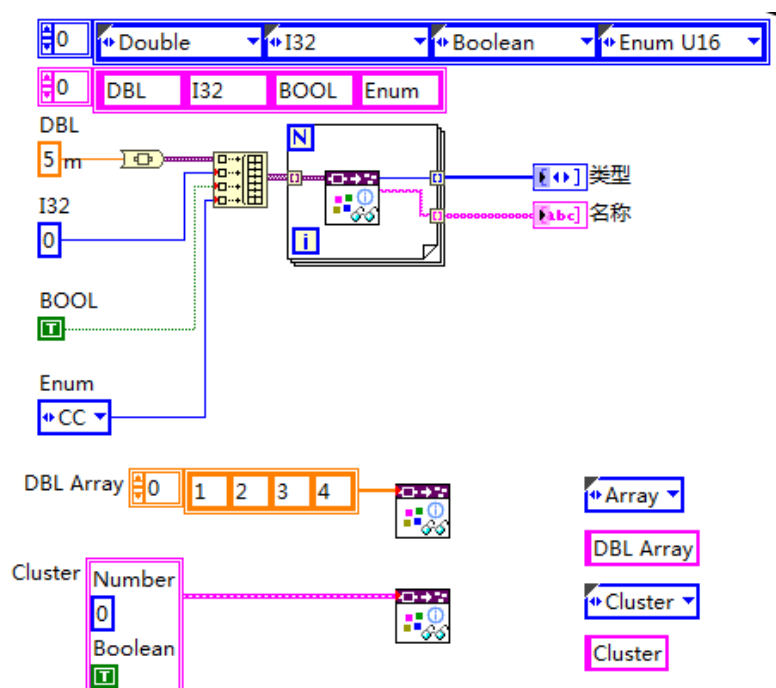 0 Double I32 Boolean Enum U16
0 DBL I32 BOOL Enum
DBL
5 m
N
类型
I32
abc
名称
0
i
BOOL
T
Enum
CC
DBL Array 0 1 2 3 4
Array
DBL Array
Cluster
Number
0
Cluster
Boolean
Cluster
T